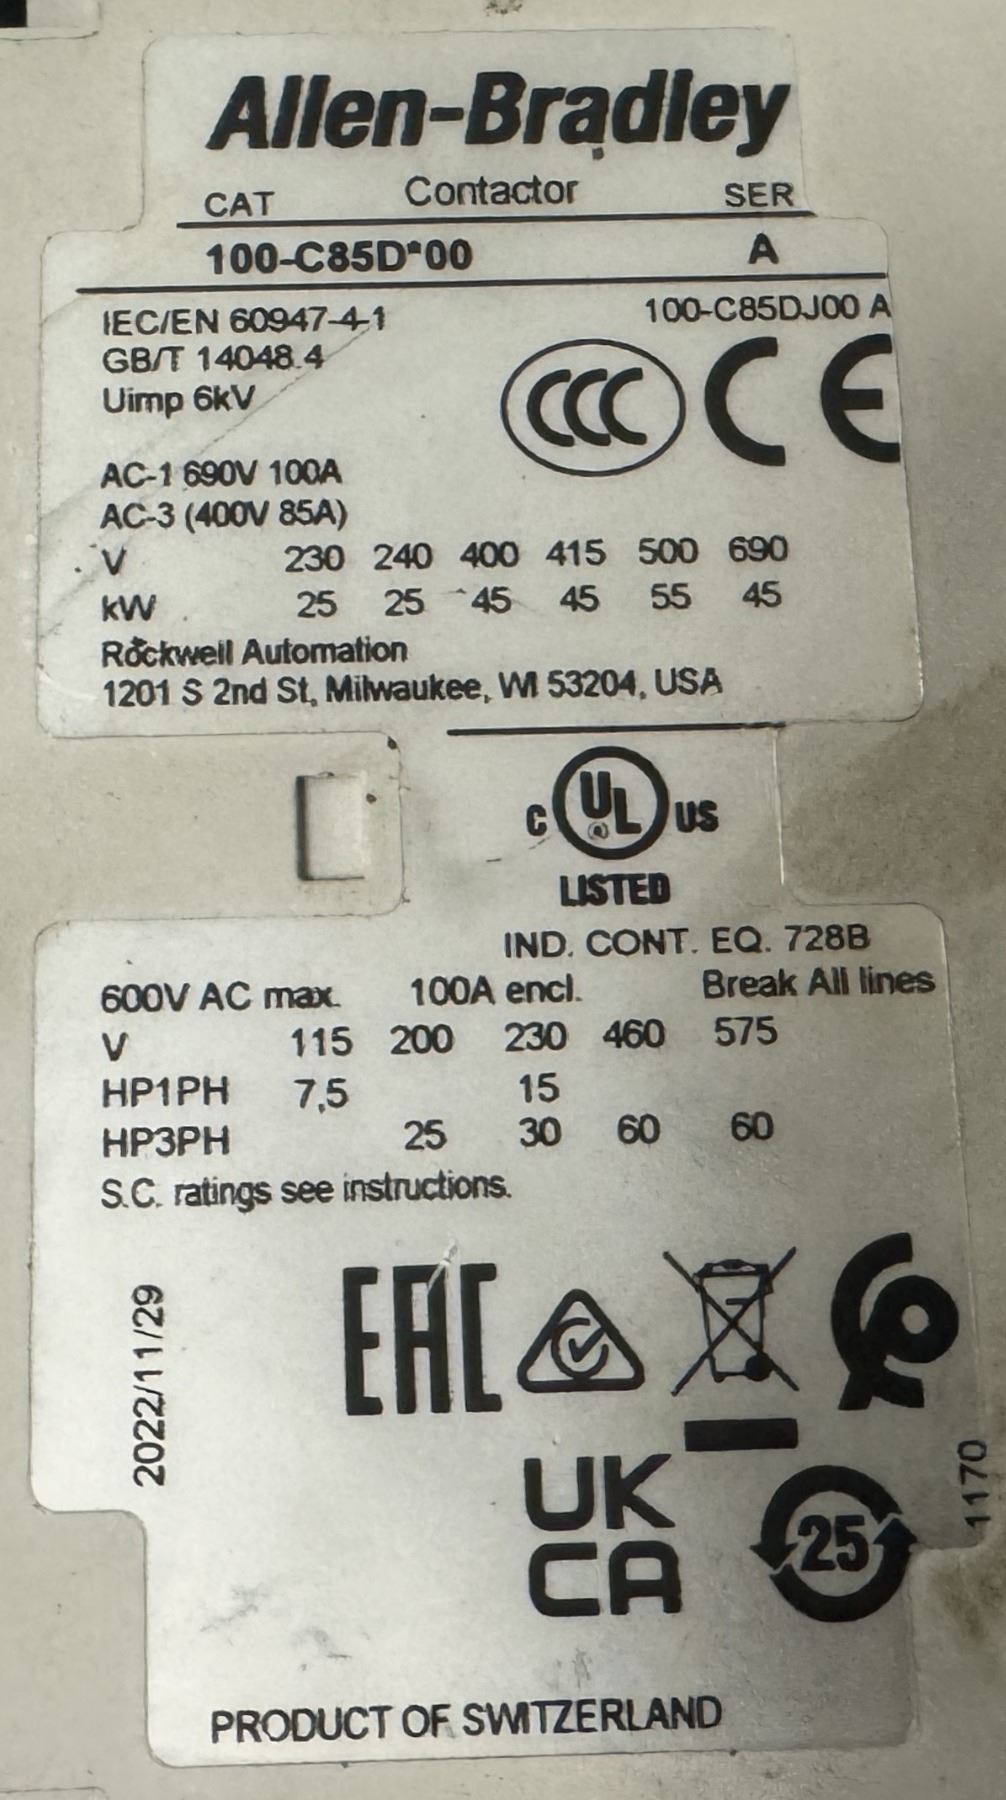 Allen-Bradley
CAT Contactor SER
100-C85D*00 A
IEC/EN 60947-4-1 100-C85DJ00 A
GB/T 14048.4
Uimp 6kV
CCC CE
AC-1 690V 100A
AC-3 (400V 85A)
V 230 240 400 415 500 690
kW 25 25 45 45 55 45
Rockwell Automation
1201 S 2nd St, Milwaukee, WI 53204, USA
C UL US
®
LISTED
IND. CONT. EQ. 728B
600V AC max. 100A encl. Break All lines
V 115 200 230 460 575
HP1PH 7,5 15
HP3PH 25 30 60 60
S.C. ratings see instructions.
EAC
2022/11/29
UK
CA
25
1170
PRODUCT OF SWITZERLAND